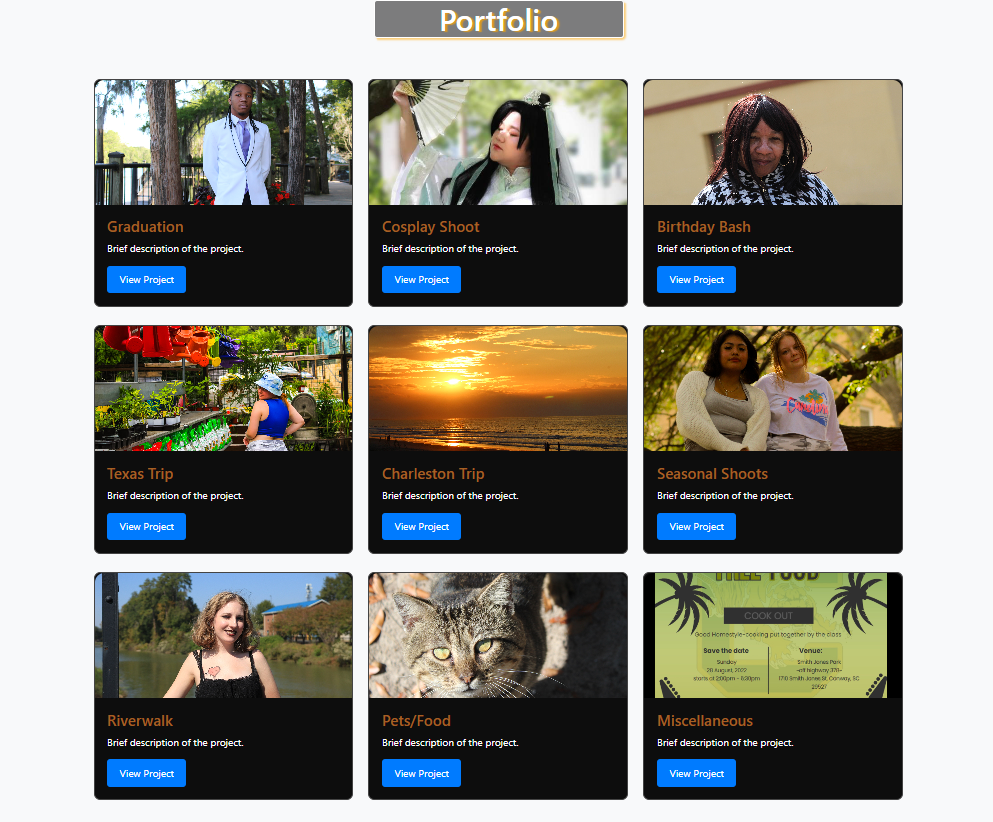 Portfolio
Graduation
Brief description of the project.
View Project
Cosplay Shoot
Brief description of the project.
View Project
Birthday Bash
Brief description of the project.
View Project
Texas Trip
Brief description of the project.
View Project
Charleston Trip
Brief description of the project.
View Project
Seasonal Shoots
Brief description of the project.
View Project
Riverwalk
Brief description of the project.
View Project
Pets/Food
Brief description of the project.
View Project
FREE FOOD
COOK OUT
Good Homestyle-cooking put together by the class
Save the date
Sunday
28 August, 2022
starts at 2:00pm - 6:30pm
Venue:
Smith Jones Park
-off highway 378-
1710 Smith Jones St, Conway, SC
29527
Miscellaneous
Brief description of the project.
View Project